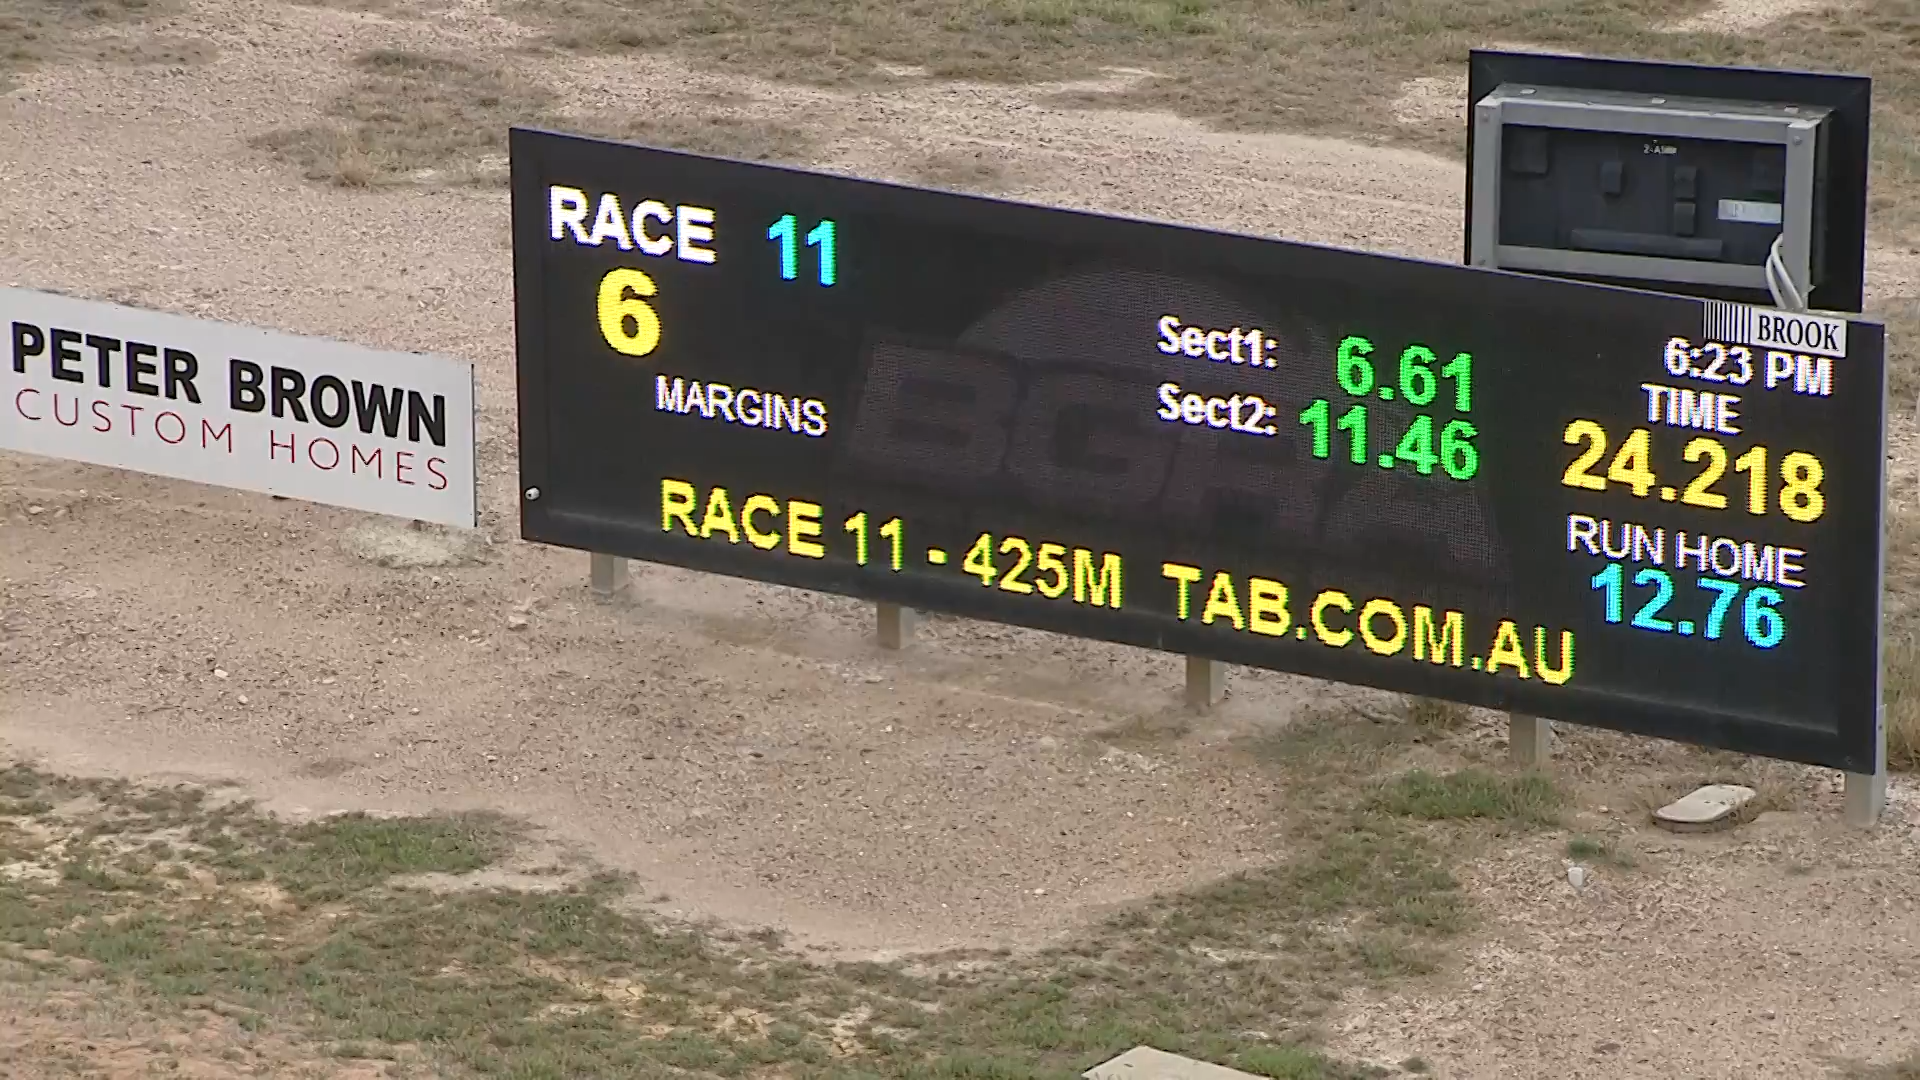 PETER BROWN
CUSTOM HOMES
RACE 11
6
MARGINS
Sect1: 6.61
Sect2: 11.46
BROOK
6:23 PM
TIME
24.218
RUN HOME
12.76
RACE 11 - 425M TAB.COM.AU